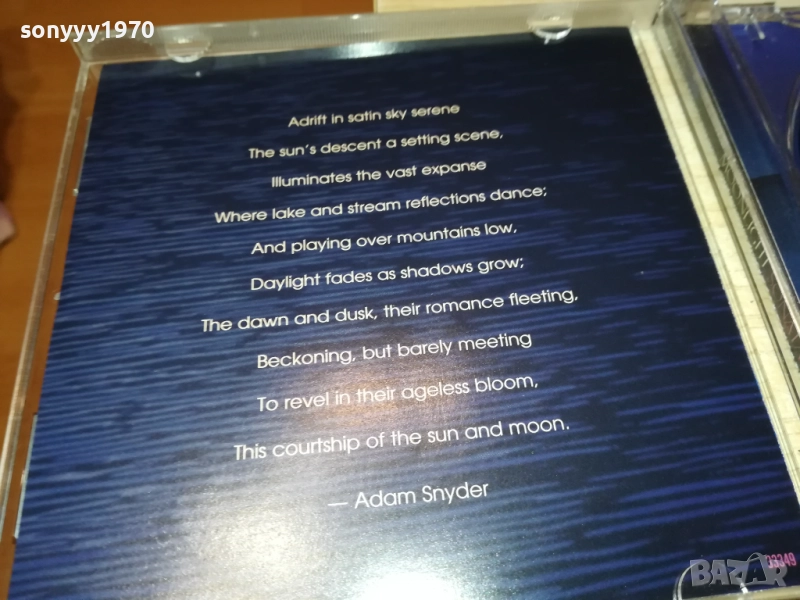 sonyyy1970
Adrift in satin sky serene
The sun's descent a setting scene,
Illuminates the vast expanse
Where lake and stream reflections dance;
And playing over mountains low,
Daylight fades as shadows grow;
The dawn and dusk, their romance fleeting,
Beckoning, but barely meeting
To revel in their ageless bloom,
This courtship of the sun and moon.
— Adam Snyder
03349
BAZAR